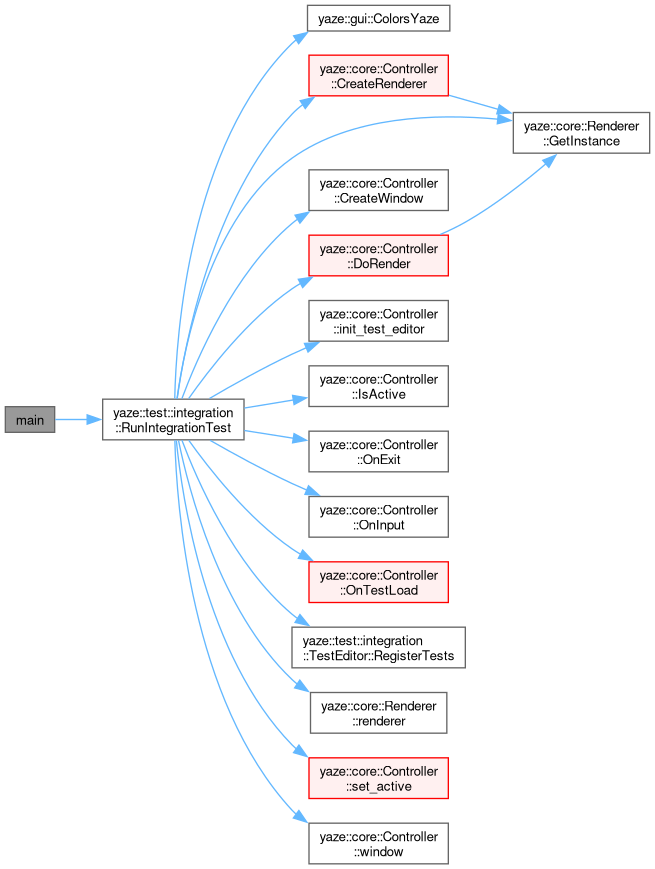 yaze::gui::ColorsYaze
yaze::core::Controller
::CreateRenderer
yaze::core::Renderer
::GetInstance
yaze::core::Controller
::CreateWindow
yaze::core::Controller
::DoRender
yaze::core::Controller
::init_test_editor
yaze::core::Controller
::IsActive
main
yaze::test::integration
::RunIntegrationTest
yaze::core::Controller
::OnExit
yaze::core::Controller
::OnInput
yaze::core::Controller
::OnTestLoad
yaze::test::integration
::TestEditor::RegisterTests
yaze::core::Renderer
::renderer
yaze::core::Controller
::set_active
yaze::core::Controller
::window